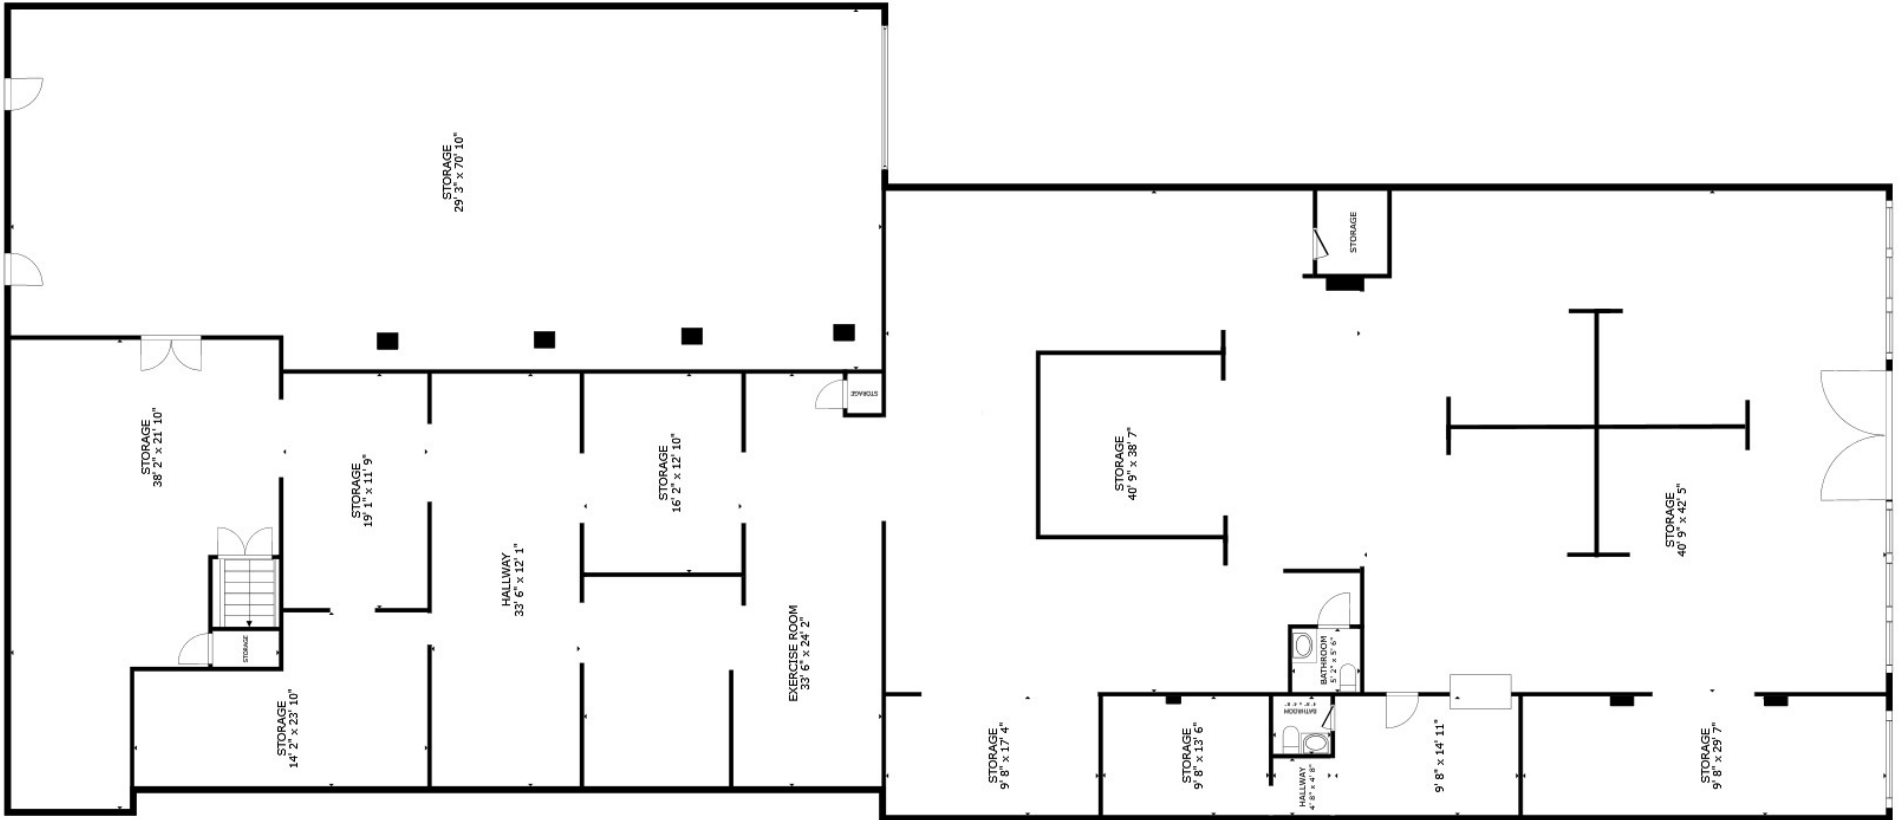 STORAGE
29' 3" x 70' 10"
STORAGE
38' 2" x 21' 10"
STORAGE
19' 1" x 11' 9"
HALLWAY
33' 6" x 12' 1"
STORAGE
16' 2" x 12' 10"
STORAGE
STORAGE
STORAGE
14' 2" x 23' 10"
EXERCISE ROOM
33' 6" x 24' 2"
STORAGE
STORAGE
40' 9" x 38' 7"
STORAGE
40' 9" x 42' 5"
BATHROOM
5' 2" x 5' 6"
BATHROOM
STORAGE
9' 8" x 17' 4"
STORAGE
9' 8" x 13' 6"
HALLWAY
4' 8" x 4' 8"
9' 8" x 14' 11"
STORAGE
9' 8" x 29' 7"